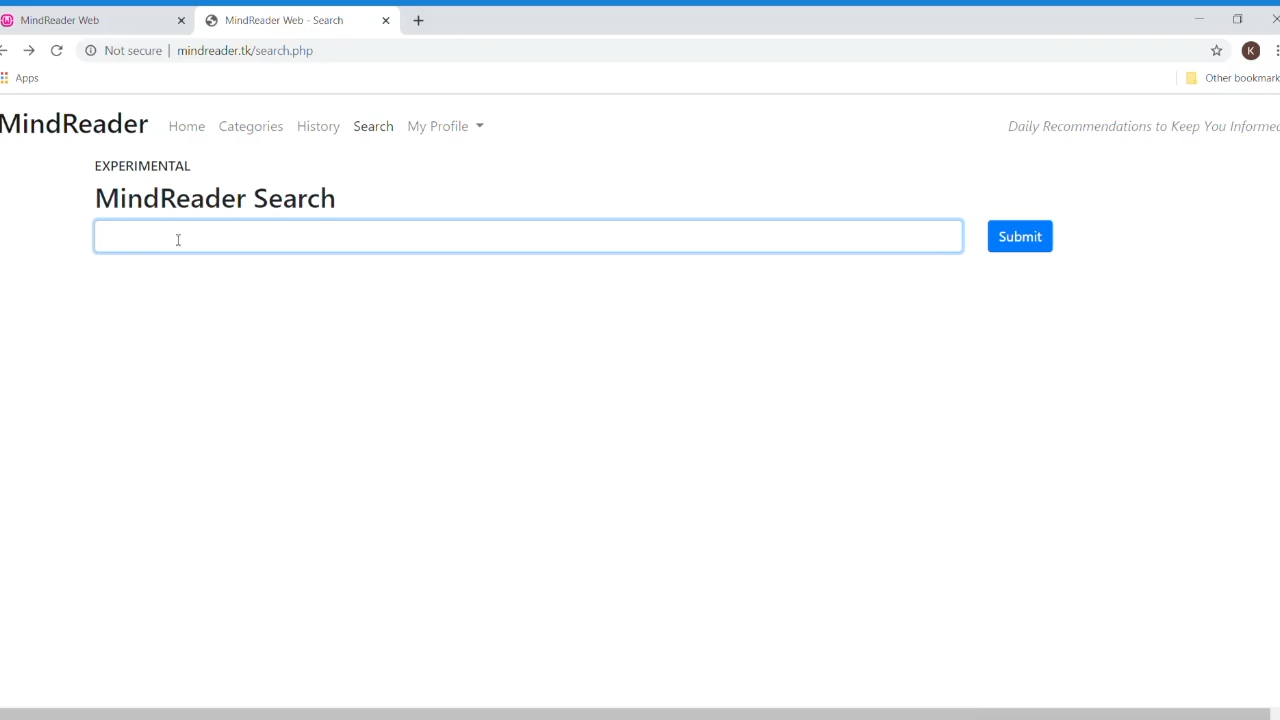 MindReader Web
MindReader Web - Search
Not secure | mindreader.tk/search.php
K
Apps
Other bookmark
MindReader Home Categories History Search My Profile
Daily Recommendations to Keep You Informed
EXPERIMENTAL
MindReader Search
Submit